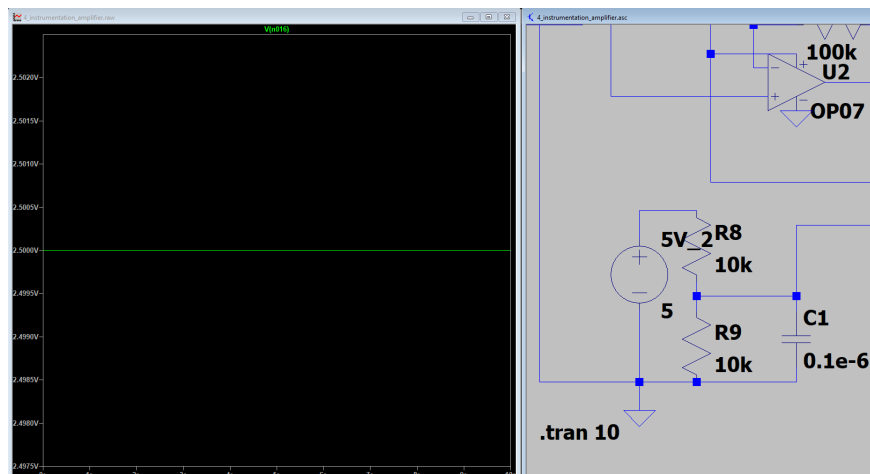 4_instrumentation_amplifier.raw
V(n016)
2.5020V
2.5015V
2.5010V
2.5005V
2.5000V
2.4995V
2.4990V
2.4985V
2.4980V
2.4975V
4_instrumentation_amplifier.asc
100k
U2
OP07
5V_2
R8
10k
5
C1
R9
0.1e-6
10k
.tran 10